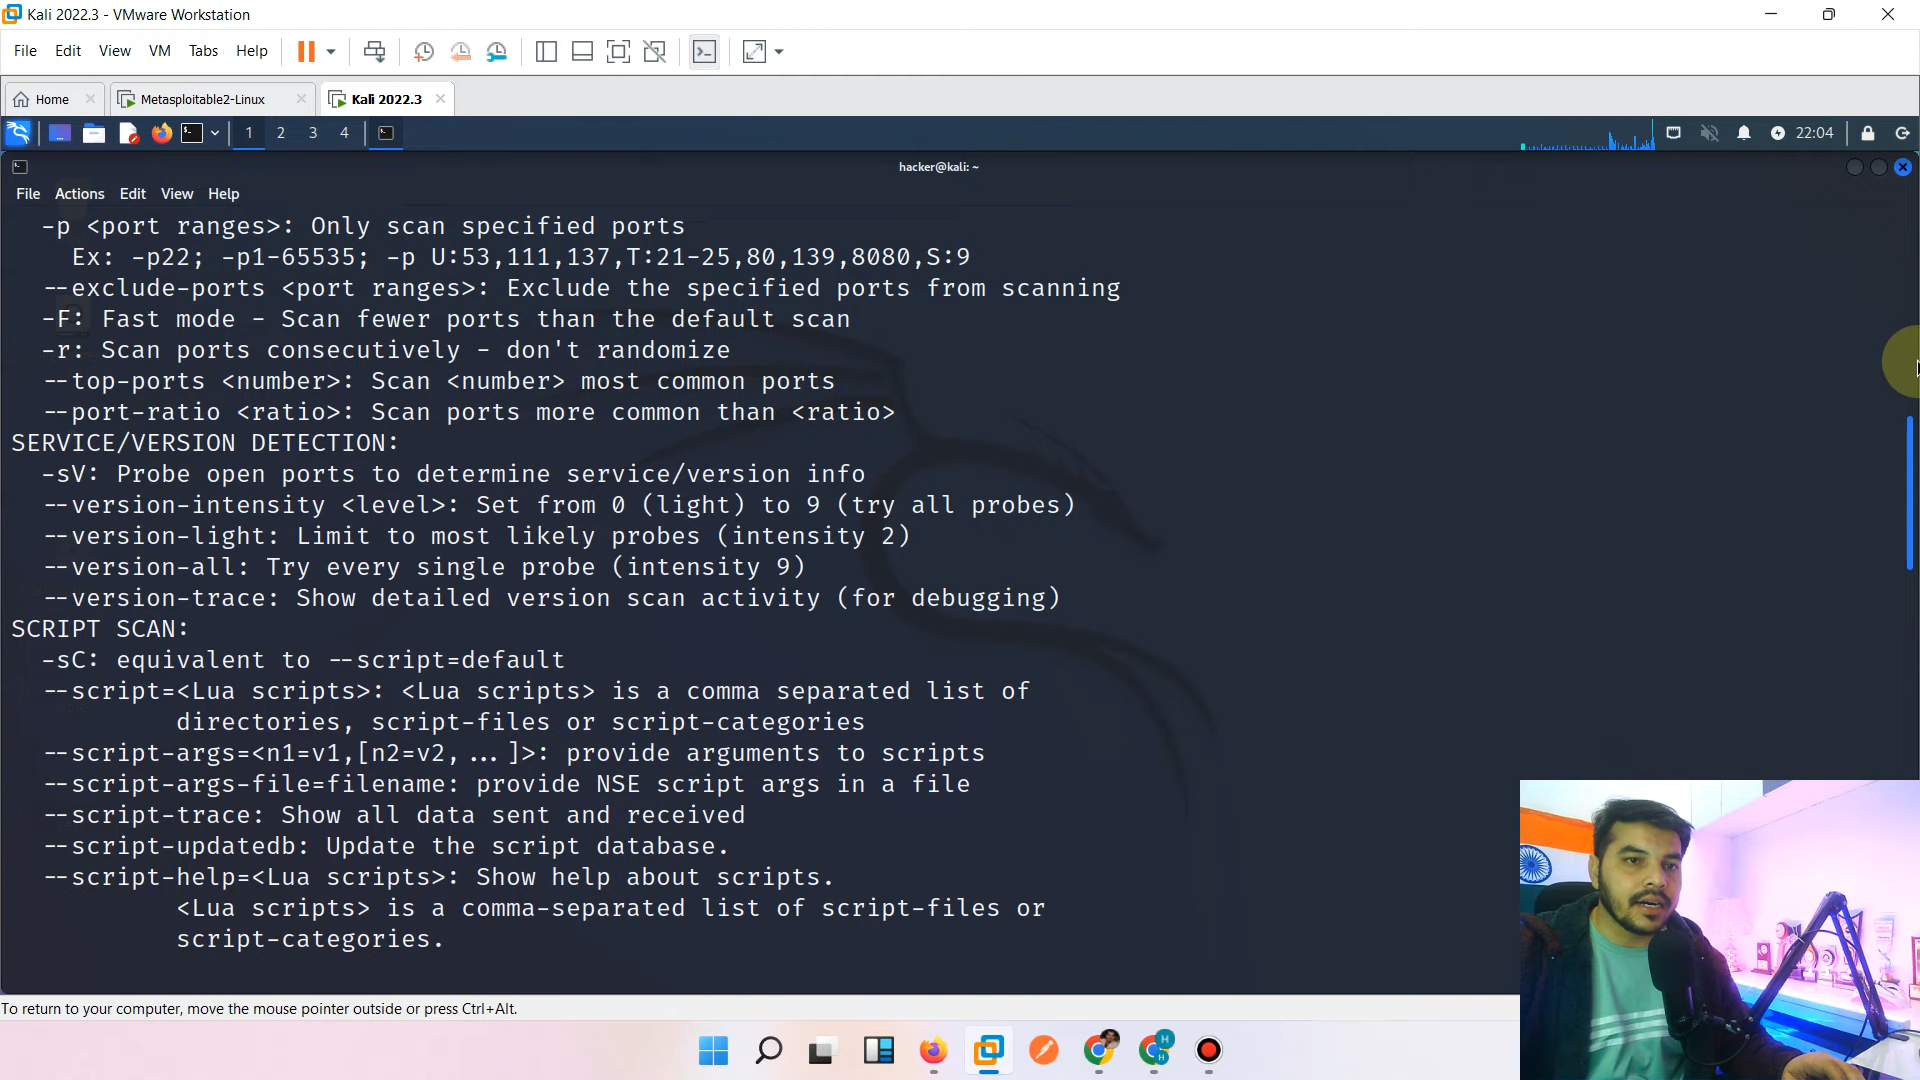 Kali 2022.3 - VMware Workstation
File Edit View VM Tabs Help
Home Metasploitable2-Linux Kali 2022.3
1 2 3 4 22:04
hacker@kali: ~
File Actions Edit View Help
-p <port ranges>: Only scan specified ports
Ex: -p22; -p1-65535; -p U:53,111,137,T:21-25,80,139,8080,S:9
--exclude-ports <port ranges>: Exclude the specified ports from scanning
-F: Fast mode - Scan fewer ports than the default scan
-r: Scan ports consecutively - don't randomize
--top-ports <number>: Scan <number> most common ports
--port-ratio <ratio>: Scan ports more common than <ratio>
SERVICE/VERSION DETECTION:
-sV: Probe open ports to determine service/version info
--version-intensity <level>: Set from 0 (light) to 9 (try all probes)
--version-light: Limit to most likely probes (intensity 2)
--version-all: Try every single probe (intensity 9)
--version-trace: Show detailed version scan activity (for debugging)
SCRIPT SCAN:
-sC: equivalent to --script=default
--script=<Lua scripts>: <Lua scripts> is a comma separated list of
directories, script-files or script-categories
--script-args=<n1=v1,[n2=v2,...]>: provide arguments to scripts
--script-args-file=filename: provide NSE script args in a file
--script-trace: Show all data sent and received
--script-updatedb: Update the script database.
--script-help=<Lua scripts>: Show help about scripts.
<Lua scripts> is a comma-separated list of script-files or
script-categories.
To return to your computer, move the mouse pointer outside or press Ctrl+Alt.